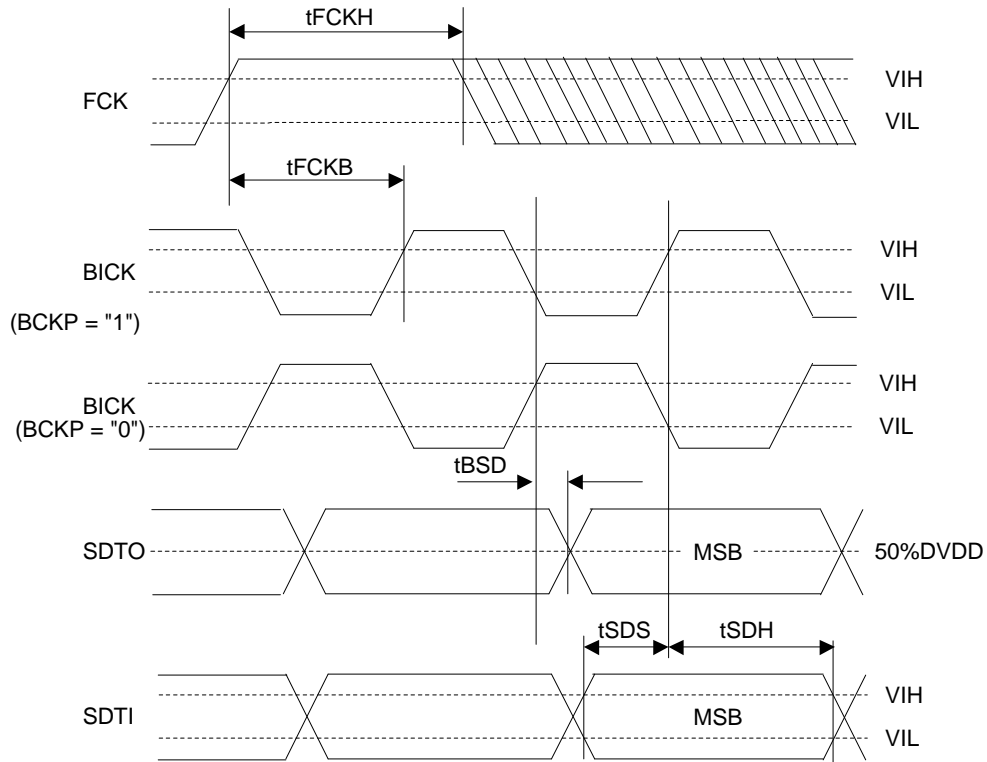 tFCKH
FCK
VIH
VIL
tFCKB
BICK
VIH
VIL
(BCKP = "1")
BICK
(BCKP = "0")
VIH
VIL
tBSD
SDTO
MSB
50%DVDD
tSDS
tSDH
SDTI
MSB
VIH
VIL